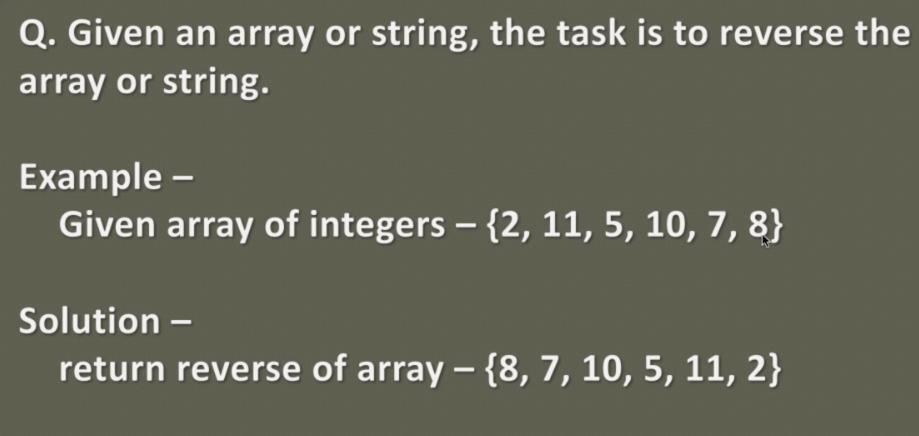 Q. Given an array or string, the task is to reverse the
array or string.
Example –
Given array of integers – {2, 11, 5, 10, 7, 8}
Solution –
return reverse of array – {8, 7, 10, 5, 11, 2}